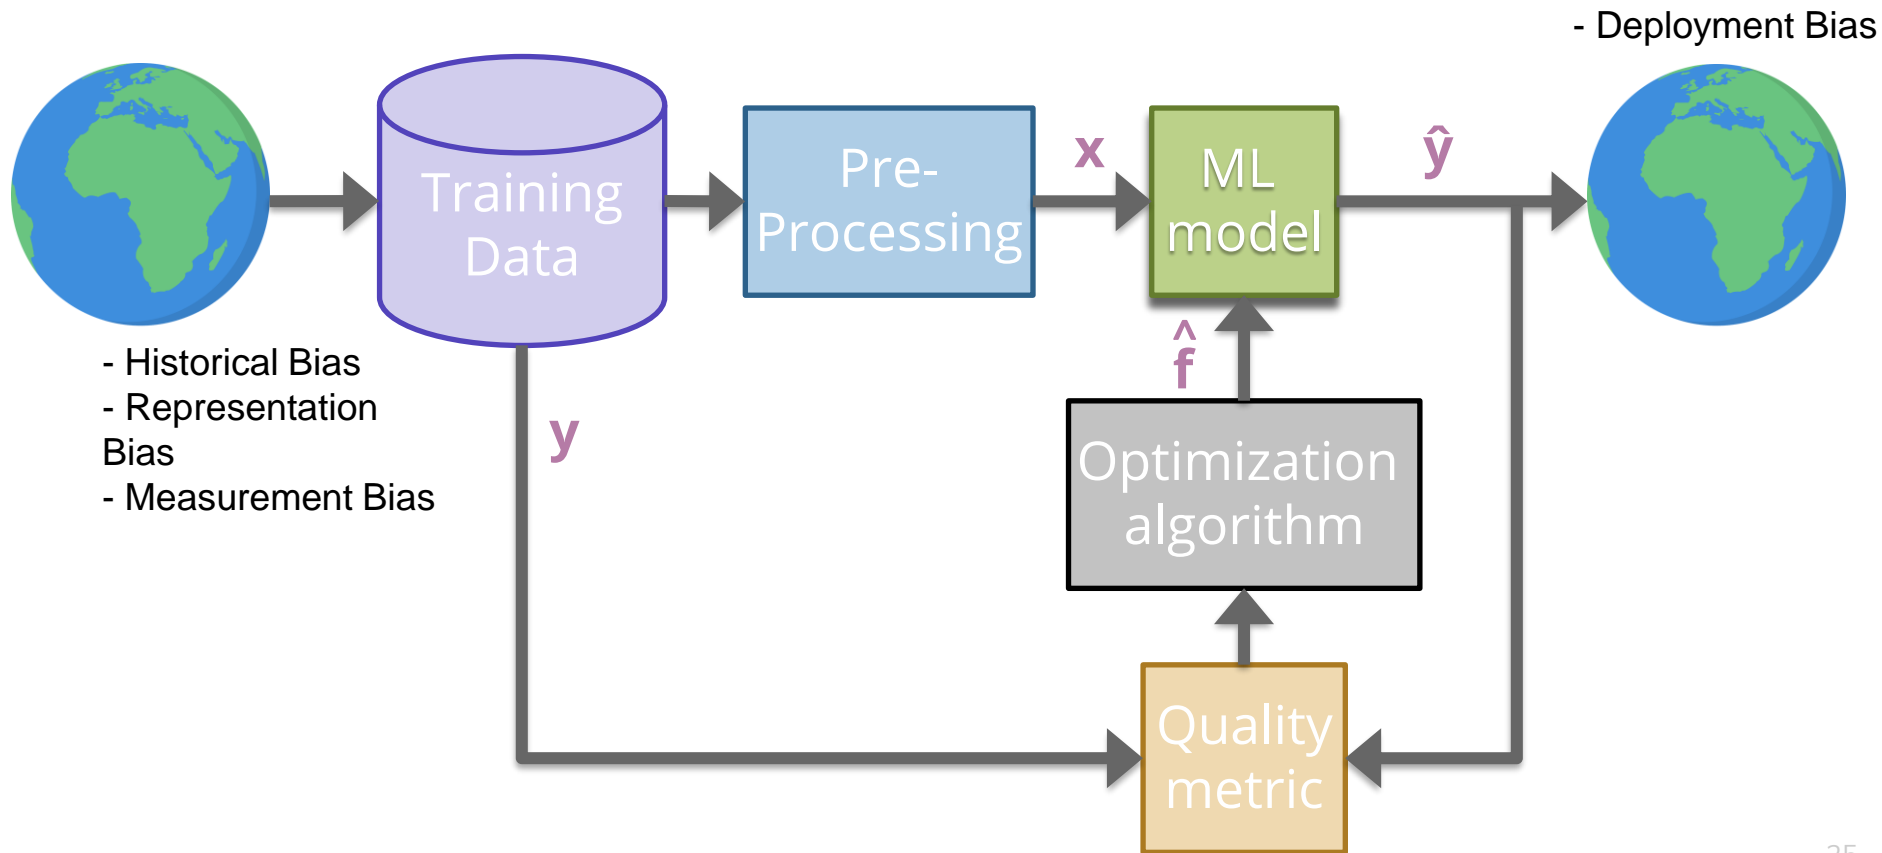 - Deployment Bias
Training
Data
Pre-
Processing
x
ML
model
ŷ
- Historical Bias
- Representation
Bias
- Measurement Bias
y
f̂
Optimization
algorithm
Quality
metric